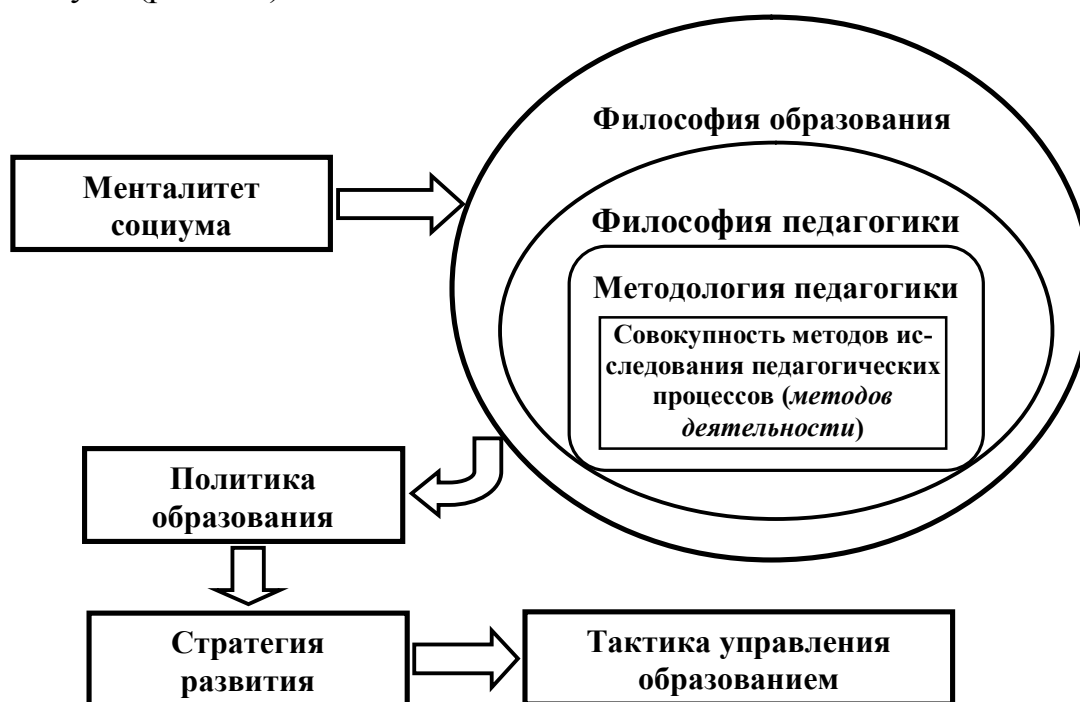 Философия образования
Менталитет
социума
Философия педагогики
Методология педагогики
Совокупность методов ис-
следования педагогических
процессов (методов
деятельности)
Политика
образования
Стратегия
развития
Тактика управления
образованием